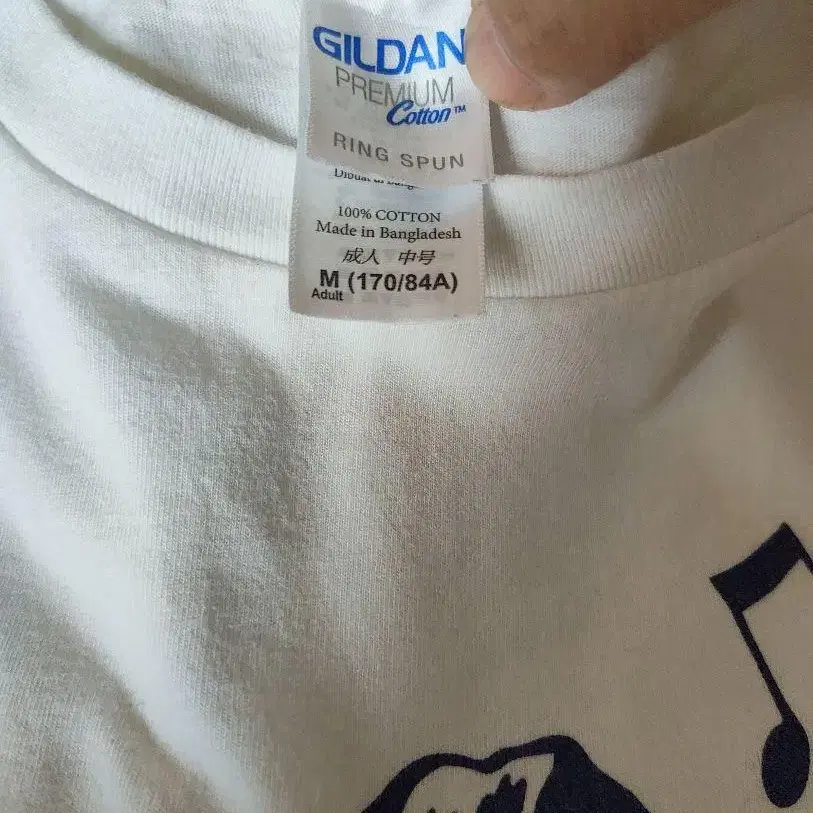 GILDAN
PREMIUM
Cotton™
RING SPUN
100% COTTON
Made in Bangladesh
成人 中号
M (170/84A)
Adult